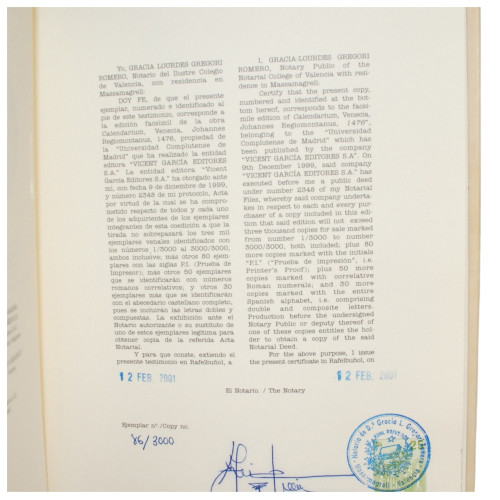 Yo, GRACIA LOURDES GREGORI
ROMERO, Notario del Ilustre Colegio
de Valencia, con residencia en
Massamagrell:
DOY FE, de que el presente
ejemplar, numerado e identificado al
pie de este testimonio, corresponde a
la edición facsímil de la obra
Calendarium, Venecia, Johannes
Regiomontanus, 1476, propiedad de
la "Universidad Complutense de
Madrid" que ha realizado la entidad
editora "VICENT GARCÍA EDITORES
S.A." La entidad editora "Vicent
García Editores S.A." ha otorgado ante
mí, con fecha 9 de diciembre de 1999,
y número 2348 de mi protocolo, Acta
por virtud de la cual se ha compro-
metido respecto de todos y cada uno
de los adquirientes de los ejemplares
integrantes de esta coedición a que la
tirada no sobrepasará los tres mil
ejemplares venales identificados con
los números 1/3000 al 3000/3000,
ambos inclusive; más otros 50 ejem-
plares con las siglas P.I. (Prueba de
Impresor); más otros 50 ejemplares
que se identificarán con números
romanos correlativos, y otros 30
ejemplares más que se identificarán
con el abecedario castellano completo,
pues se incluirán las letras dobles y
compuestas. La exhibición ante el
Notario autorizante o su sustituto de
uno de estos ejemplares legitima para
obtener copia de la referida Acta
Notarial.
Y para que conste, extiendo el
presente testimonio en Rafelbuñol, a
12 FEB. 2001
I, GRACIA LOURDES GREGORI
ROMERO, Notary Public of the
Notarial College of Valencia with resi-
dence in Massamagrell:
Certify that the present copy,
numbered and identified at the bot-
tom hereof, corresponds to the facsi-
mile edition of Calendarium, Venecia,
Johannes Regiomontanus, 1476",
belonging to the "Universidad
Complutense de Madrid" which has
been published by the company
"VICENT GARCÍA EDITORES S.A". On
9th December 1999, said company
"VICENT GARCÍA EDITORES S.A." has
executed before me a public deed
under number 2348 of my Notarial
Files, whereby said company underta-
kes in respect to each and every pur-
chaser of a copy included in this edi-
tion that said edition will not exceed
three thousand copies for sale marked
from number 1/3000 to number
3000/3000, both included; plus 50
more copies marked with the initials
"P.I." ("Prueba de impresión", i.e.
Printer's Proof); plus 50 more
copies marked with correlative
Roman numerals; and 30 more
copies marked with the entire
Spanish alphabet, i.e. comprising
double and composite letters.
Production before the undersigned
Notary Public or deputy thereof of
one of these copies entitles the hol-
der to obtain a copy of the said
Notarial Deed.
For the above purpose, I issue
the present certificate in Rafelbuñol, on
12 FEB. 2001
El Notario. / The Notary
Ejemplar nº./Copy no.
86/3000